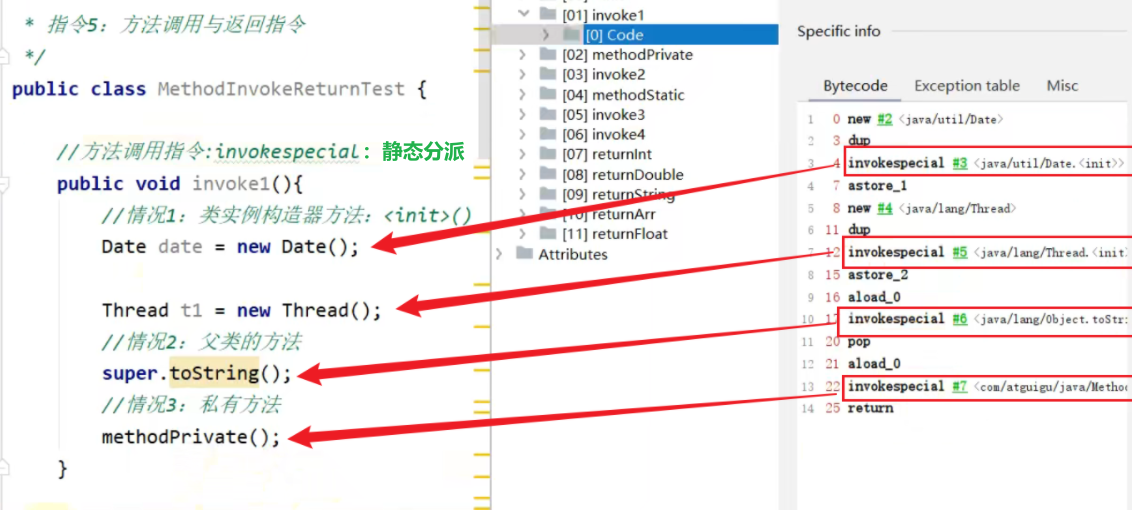 * 指令5: 方法调用与返回指令
*/
public class MethodInvokeReturnTest {
//方法调用指令:invokespecial：静态分派
public void invoke1(){
//情况1：类实例构造器方法：<init>()
Date date = new Date();
Thread t1 = new Thread();
//情况2：父类的方法
super.toString();
//情况3：私有方法
methodPrivate();
}
[01] invoke1
[0] Code
[02] methodPrivate
[03] invoke2
[04] methodStatic
[05] invoke3
[06] invoke4
[07] returnInt
[08] returnDouble
[09] returnString
[10] returnArr
[11] returnFloat
Attributes
Specific info
Bytecode Exception table Misc
1 0 new #2 <java/util/Date>
2 3 dup
3 4 invokespecial #3 <java/util/Date.<init>>
4 7 astore_1
5 8 new #4 <java/lang/Thread>
6 11 dup
7 12 invokespecial #5 <java/lang/Thread.<init
8 15 astore_2
9 16 aload_0
10 17 invokespecial #6 <java/lang/Object.toStri
11 20 pop
12 21 aload_0
13 22 invokespecial #7 <com/atguigu/java/Method
14 25 return